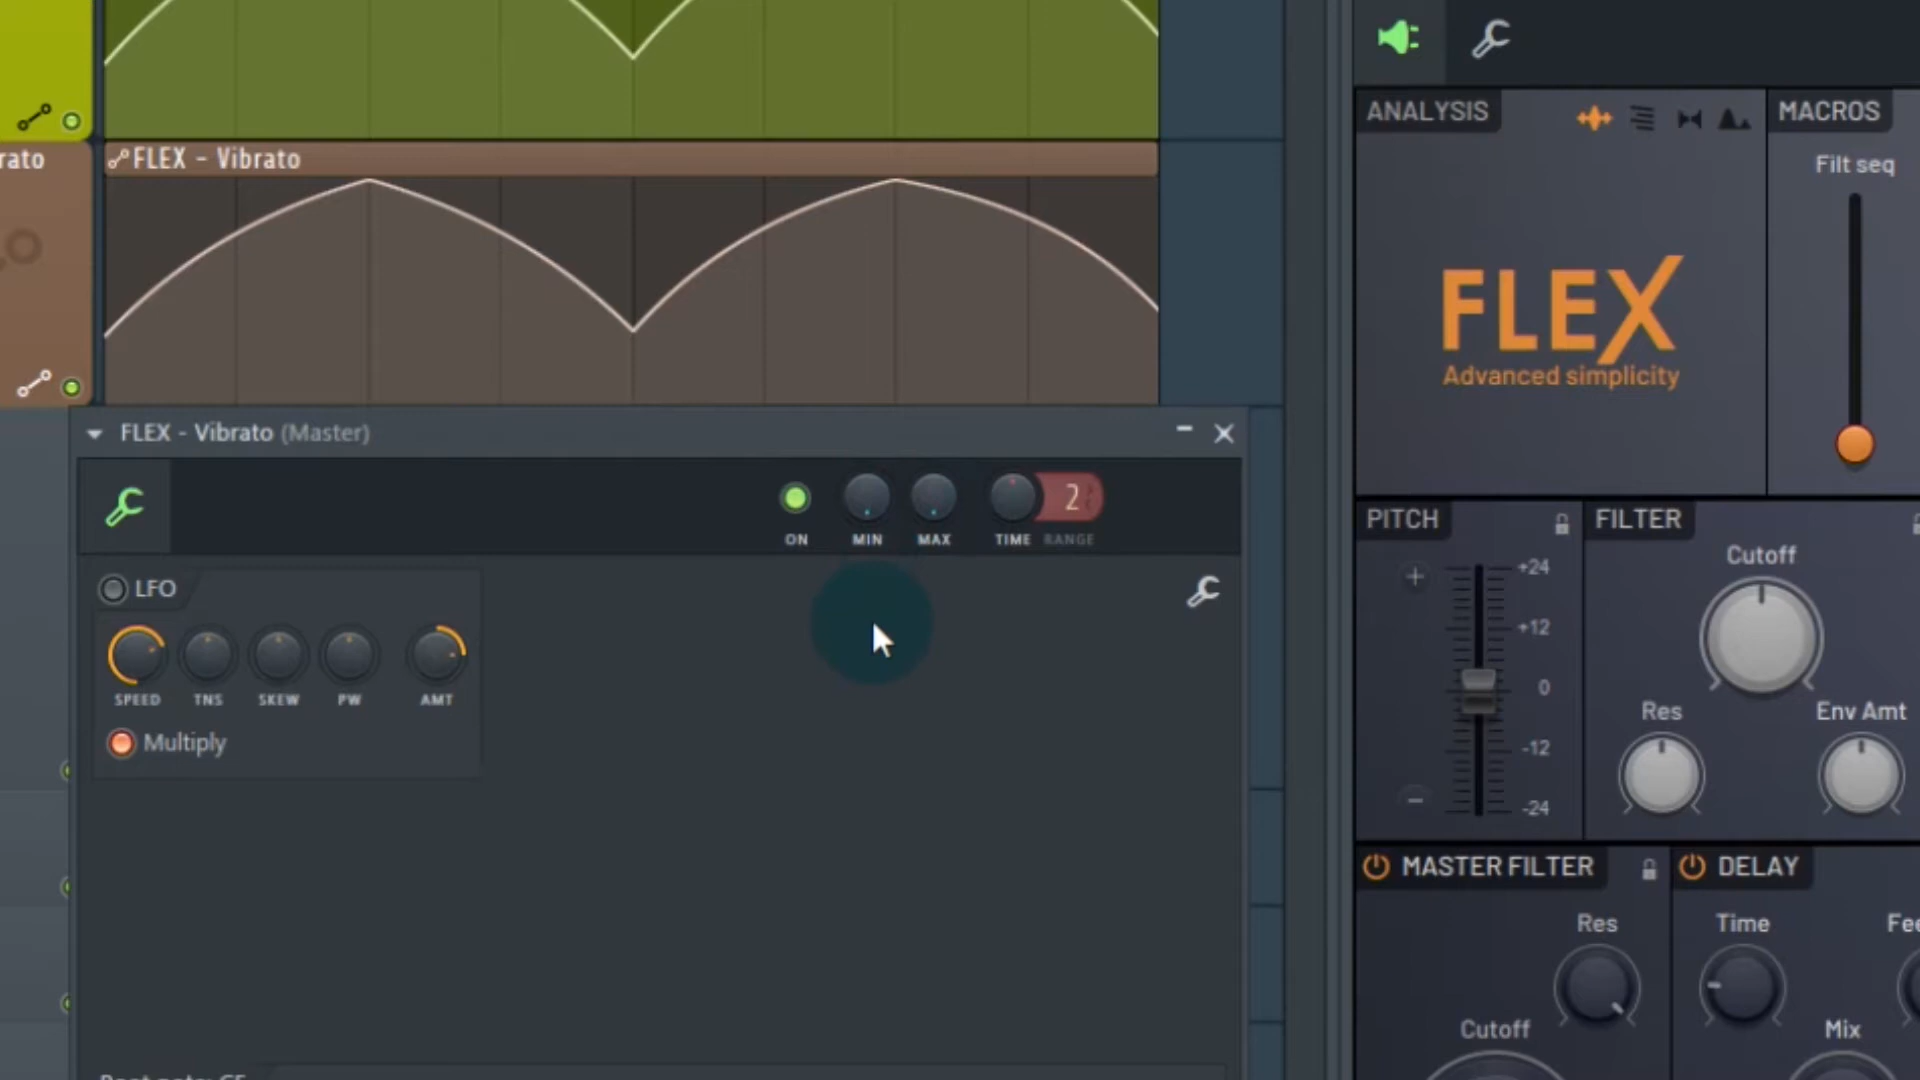 rato
FLEX - Vibrato
FLEX - Vibrato (Master)
ON
MIN
MAX
TIME
2
RANGE
LFO
SPEED
TNS
SKEW
PW
AMT
Multiply
ANALYSIS
MACROS
Filt seq
FLEX
Advanced simplicity
PITCH
+24
+12
0
-12
-24
FILTER
Cutoff
Res
Env Amt
MASTER FILTER
Res
Cutoff
DELAY
Time
Fee
Mix